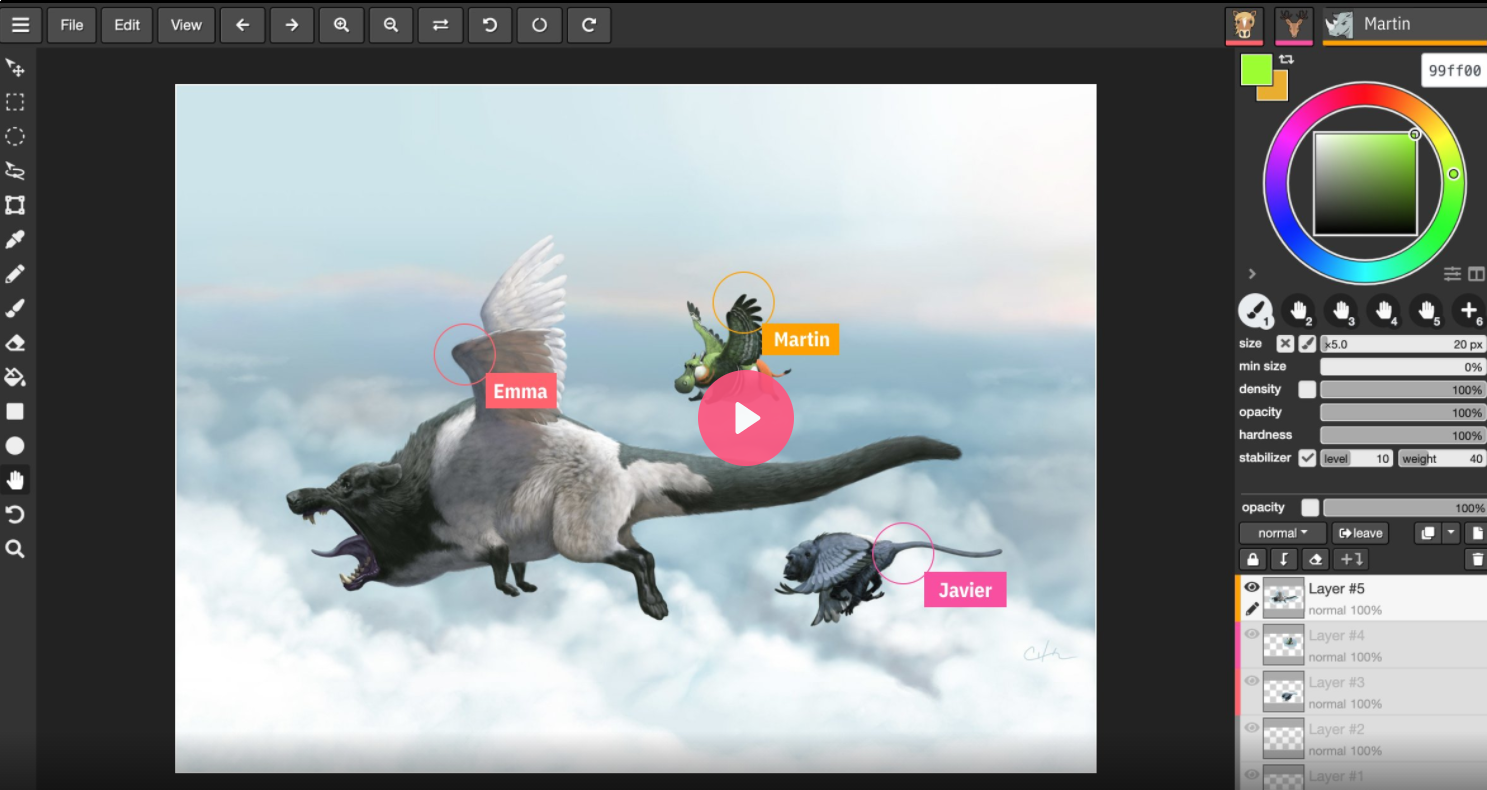 File
Edit
View
Martin
99ff00
1
2
3
4
5
6
size
×5.0
20 px
min size
0%
density
100%
opacity
100%
hardness
100%
stabilizer
level
10
weight
40
opacity
100%
normal
leave
Layer #5
normal 100%
Layer #4
normal 100%
Layer #3
normal 100%
Layer #2
normal 100%
Layer #1
Martin
Emma
Javier